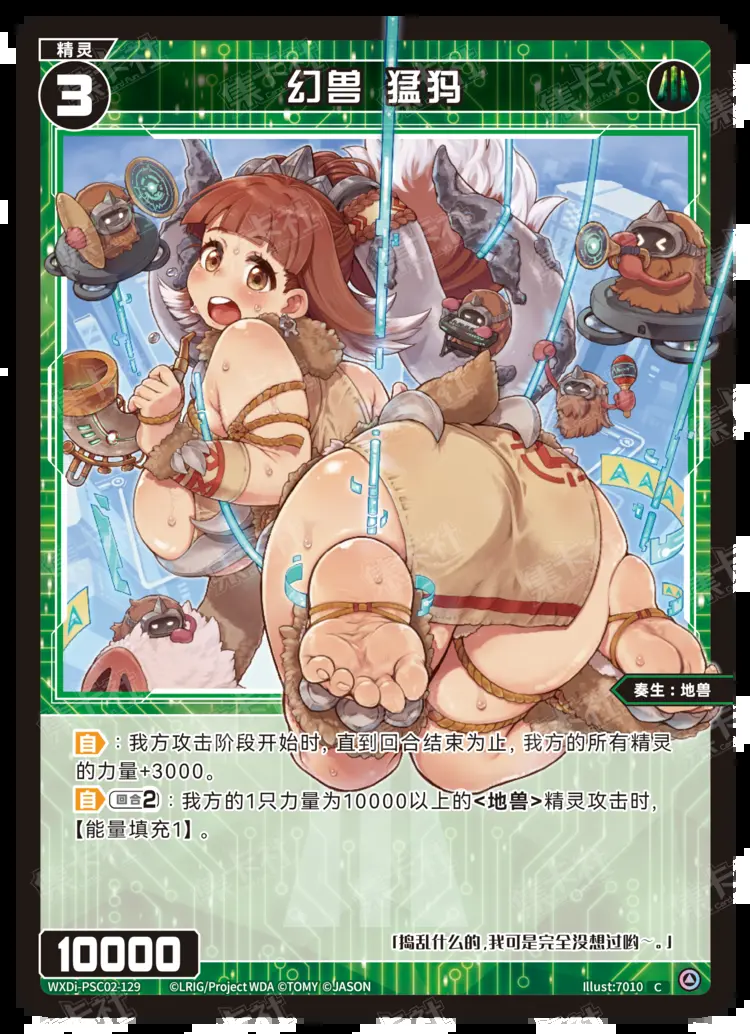 精灵
3
幻兽 猛犸
奏生：地兽
自：我方攻击阶段开始时，直到回合结束为止，我方的所有精灵
的力量+3000。
自 回合2：我方的1只力量为10000以上的<地兽>精灵攻击时，
【能量填充1】。
「捣乱什么的，我可是完全没想过哟～。」
10000
WXDi-PSC02-129 ©LRIG/Project WDA ©TOMY ©JASON Illust:7010 C
集卡社